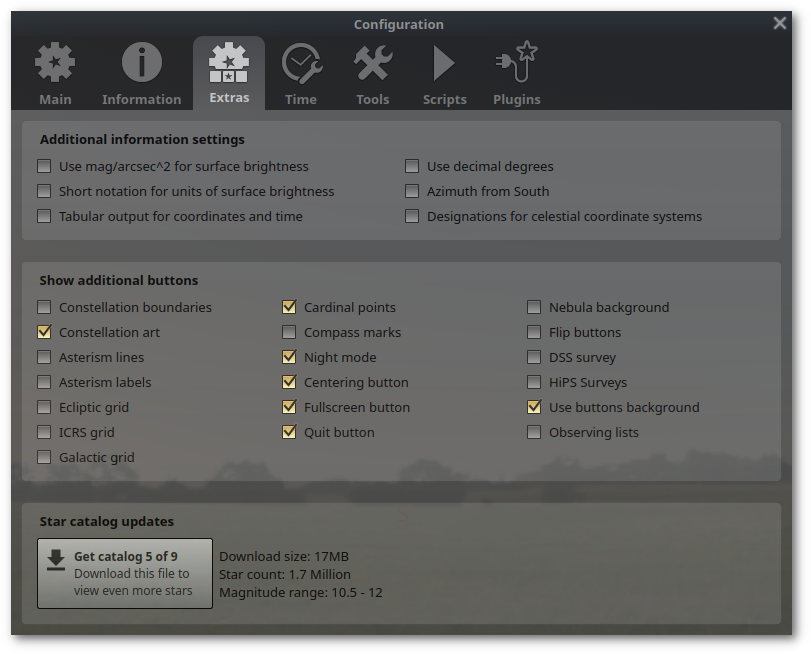 Configuration
Main
Information
Extras
Time
Tools
Scripts
Plugins
Additional information settings
Use mag/arcsec^2 for surface brightness
Use decimal degrees
Short notation for units of surface brightness
Azimuth from South
Tabular output for coordinates and time
Designations for celestial coordinate systems
Show additional buttons
Constellation boundaries
Cardinal points
Nebula background
Constellation art
Compass marks
Flip buttons
Asterism lines
Night mode
DSS survey
Asterism labels
Centering button
HiPS Surveys
Ecliptic grid
Fullscreen button
Use buttons background
ICRS grid
Quit button
Observing lists
Galactic grid
Star catalog updates
Get catalog 5 of 9
Download this file to
view even more stars
Download size: 17MB
Star count: 1.7 Million
Magnitude range: 10.5 - 12